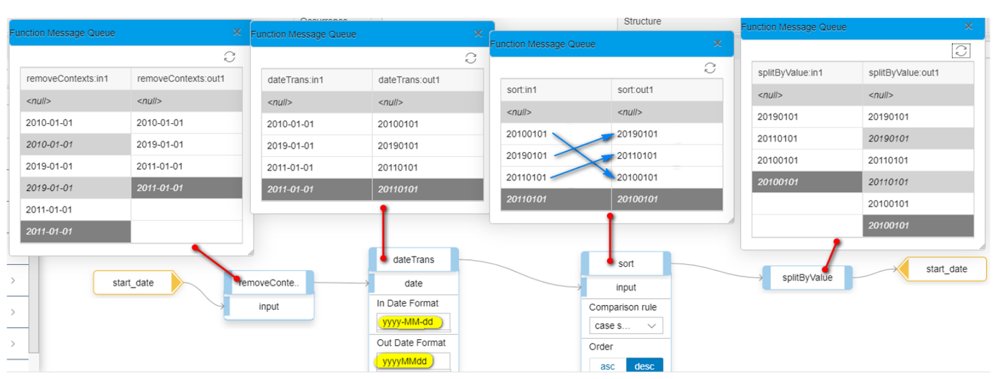 Occurrence
Structure
Function Message Queue
removeContexts:in1 removeContexts:out1
<null> <null>
2010-01-01 2010-01-01
2010-01-01 2019-01-01
2019-01-01 2011-01-01
2019-01-01 2011-01-01
2011-01-01
2011-01-01
Function Message Queue
dateTrans:in1 dateTrans:out1
<null> <null>
2010-01-01 20100101
2019-01-01 20190101
2011-01-01 20110101
2011-01-01 20110101
Function Message Queue
sort:in1 sort:out1
<null> <null>
20100101 20190101
20190101 20110101
20110101 20100101
20110101 20100101
Function Message Queue
splitByValue:in1 splitByValue:out1
<null> <null>
20190101 20190101
20110101 20190101
20100101 20110101
20100101 20110101
20100101
20100101
start_date
removeConte..
input
dateTrans
date
In Date Format
yyyy-MM-dd
Out Date Format
yyyyMMdd
sort
input
Comparison rule
case s...
Order
asc desc
splitByValue
start_date